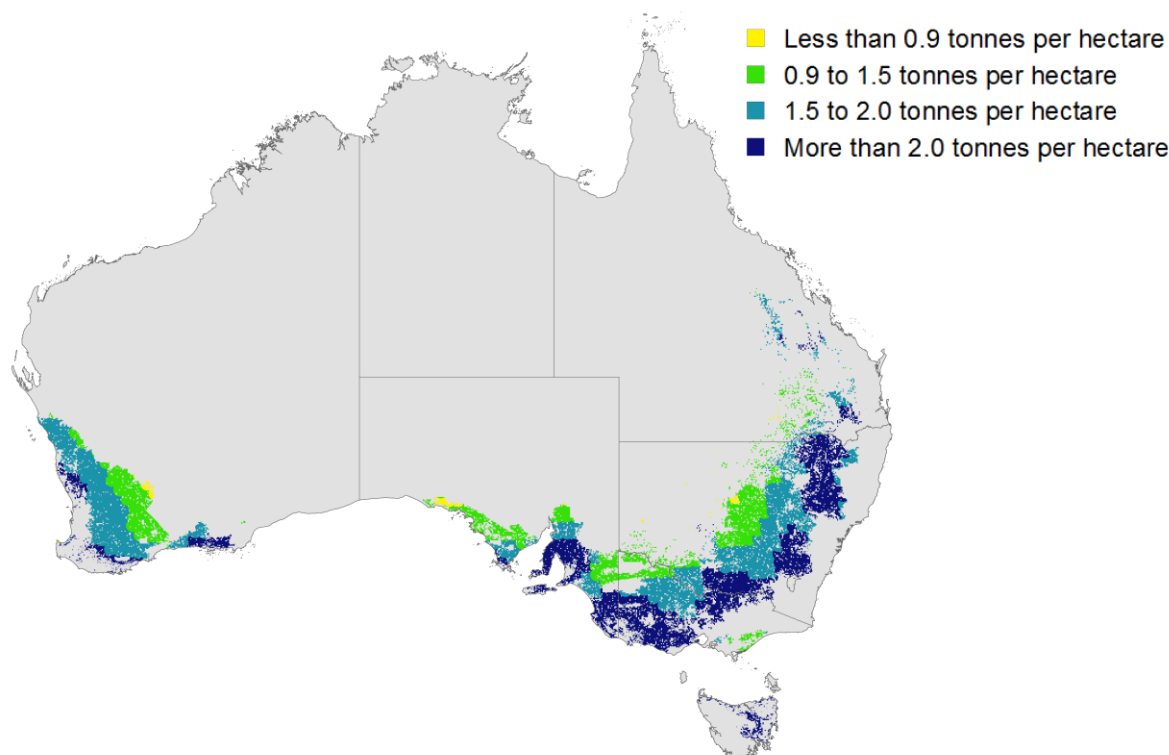 Less than 0.9 tonnes per hectare
0.9 to 1.5 tonnes per hectare
1.5 to 2.0 tonnes per hectare
More than 2.0 tonnes per hectare